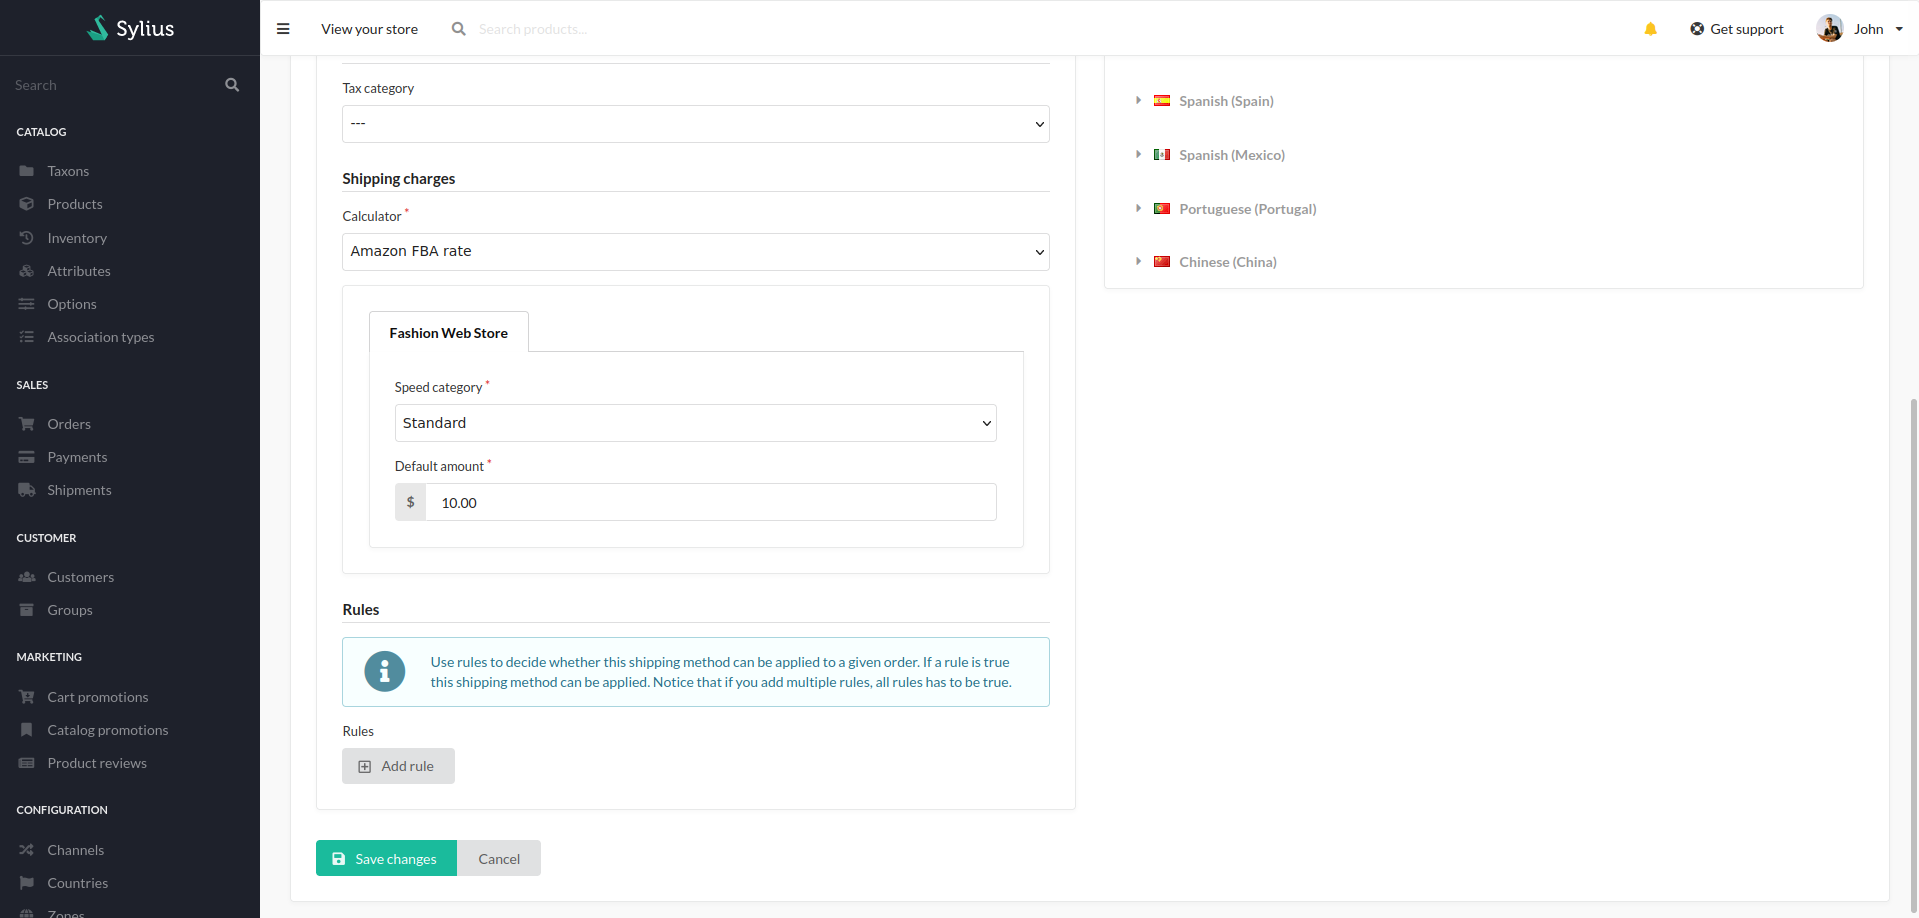 Sylius
View your store
Search products...
Get support
John
Search
CATALOG
Taxons
Products
Inventory
Attributes
Options
Association types
SALES
Orders
Payments
Shipments
CUSTOMER
Customers
Groups
MARKETING
Cart promotions
Catalog promotions
Product reviews
CONFIGURATION
Channels
Countries
Zones
Tax category
---
Shipping charges
Calculator *
Amazon FBA rate
Fashion Web Store
Speed category *
Standard
Default amount *
$ 10.00
Rules
Use rules to decide whether this shipping method can be applied to a given order. If a rule is true
this shipping method can be applied. Notice that if you add multiple rules, all rules has to be true.
Rules
Add rule
Save changes
Cancel
Spanish (Spain)
Spanish (Mexico)
Portuguese (Portugal)
Chinese (China)